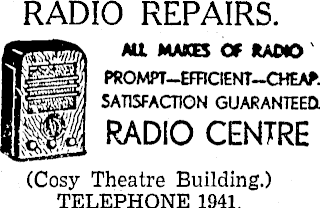 RADIO REPAIRS.
ALL MAKES OF RADIO
PROMPT—EFFICIENT—CHEAP.
SATISFACTION GUARANTEED.
RADIO CENTRE
(Cosy Theatre Building.)
TELEPHONE 1941.